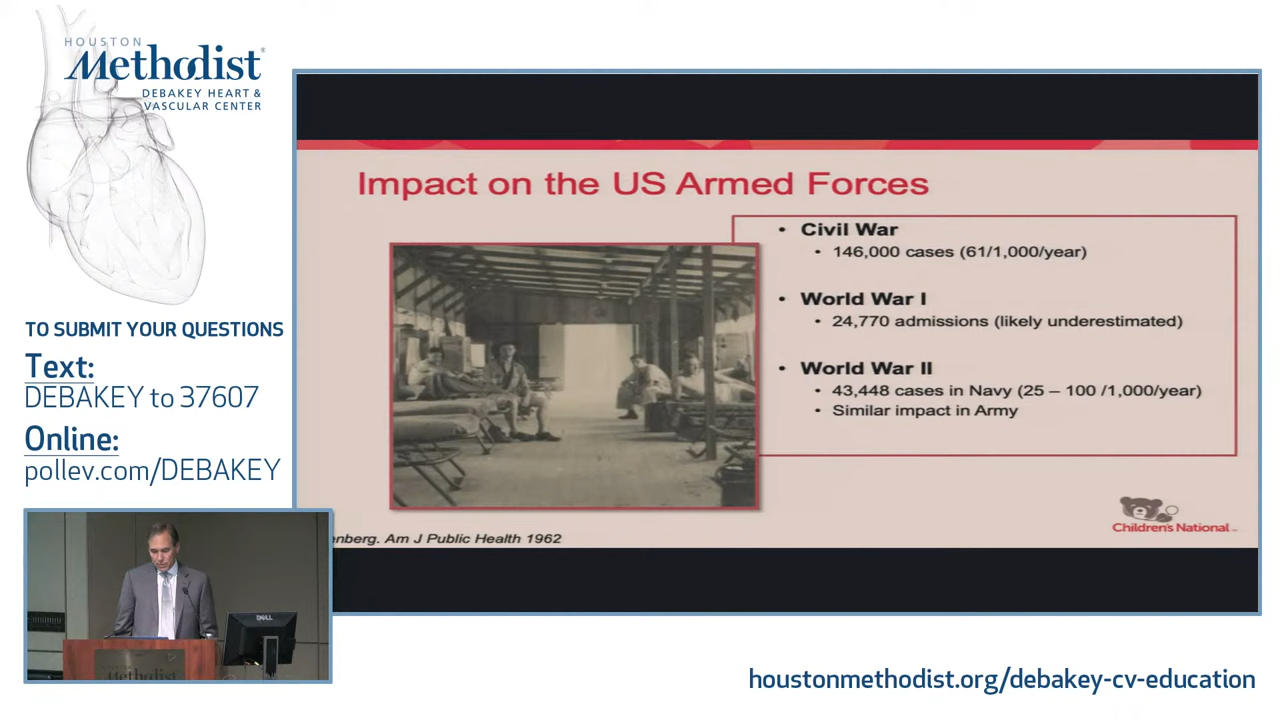 HOUSTON
Methodist
DEBAKEY HEART &
VASCULAR CENTER
TO SUBMIT YOUR QUESTIONS
Text:
DEBAKEY to 37607
Online:
pollev.com/DEBAKEY
Impact on the US Armed Forces
• Civil War
• 146,000 cases (61/1,000/year)
• World War I
• 24,770 admissions (likely underestimated)
• World War II
• 43,448 cases in Navy (25 – 100 /1,000/year)
• Similar impact in Army
Children's National
enberg. Am J Public Health 1962
DELL
HOUSTON
Methodist
houstonmethodist.org/debakey-cv-education